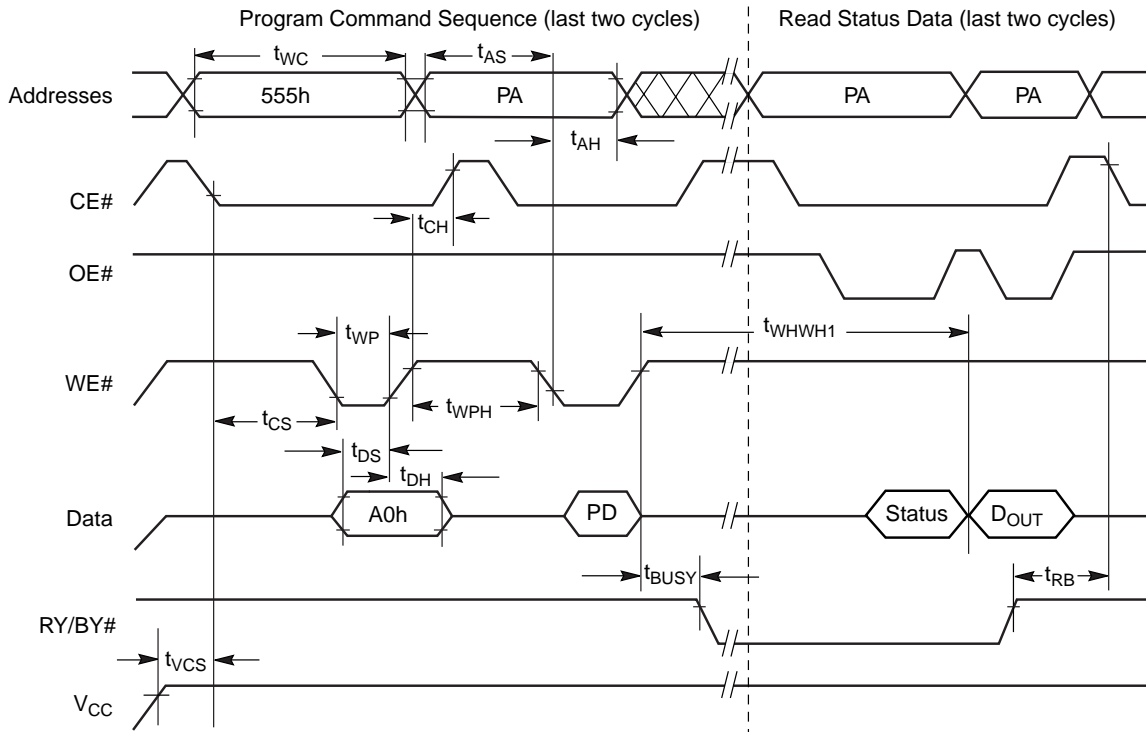 Program Command Sequence (last two cycles)
Read Status Data (last two cycles)
tWC
tAS
Addresses
555h
PA
PA
PA
tAH
CE#
tCH
OE#
tWP
tWHWH1
WE#
tCS
tWPH
tDS
tDH
Data
A0h
PD
Status
DOUT
tBUSY
tRB
RY/BY#
tVCS
VCC